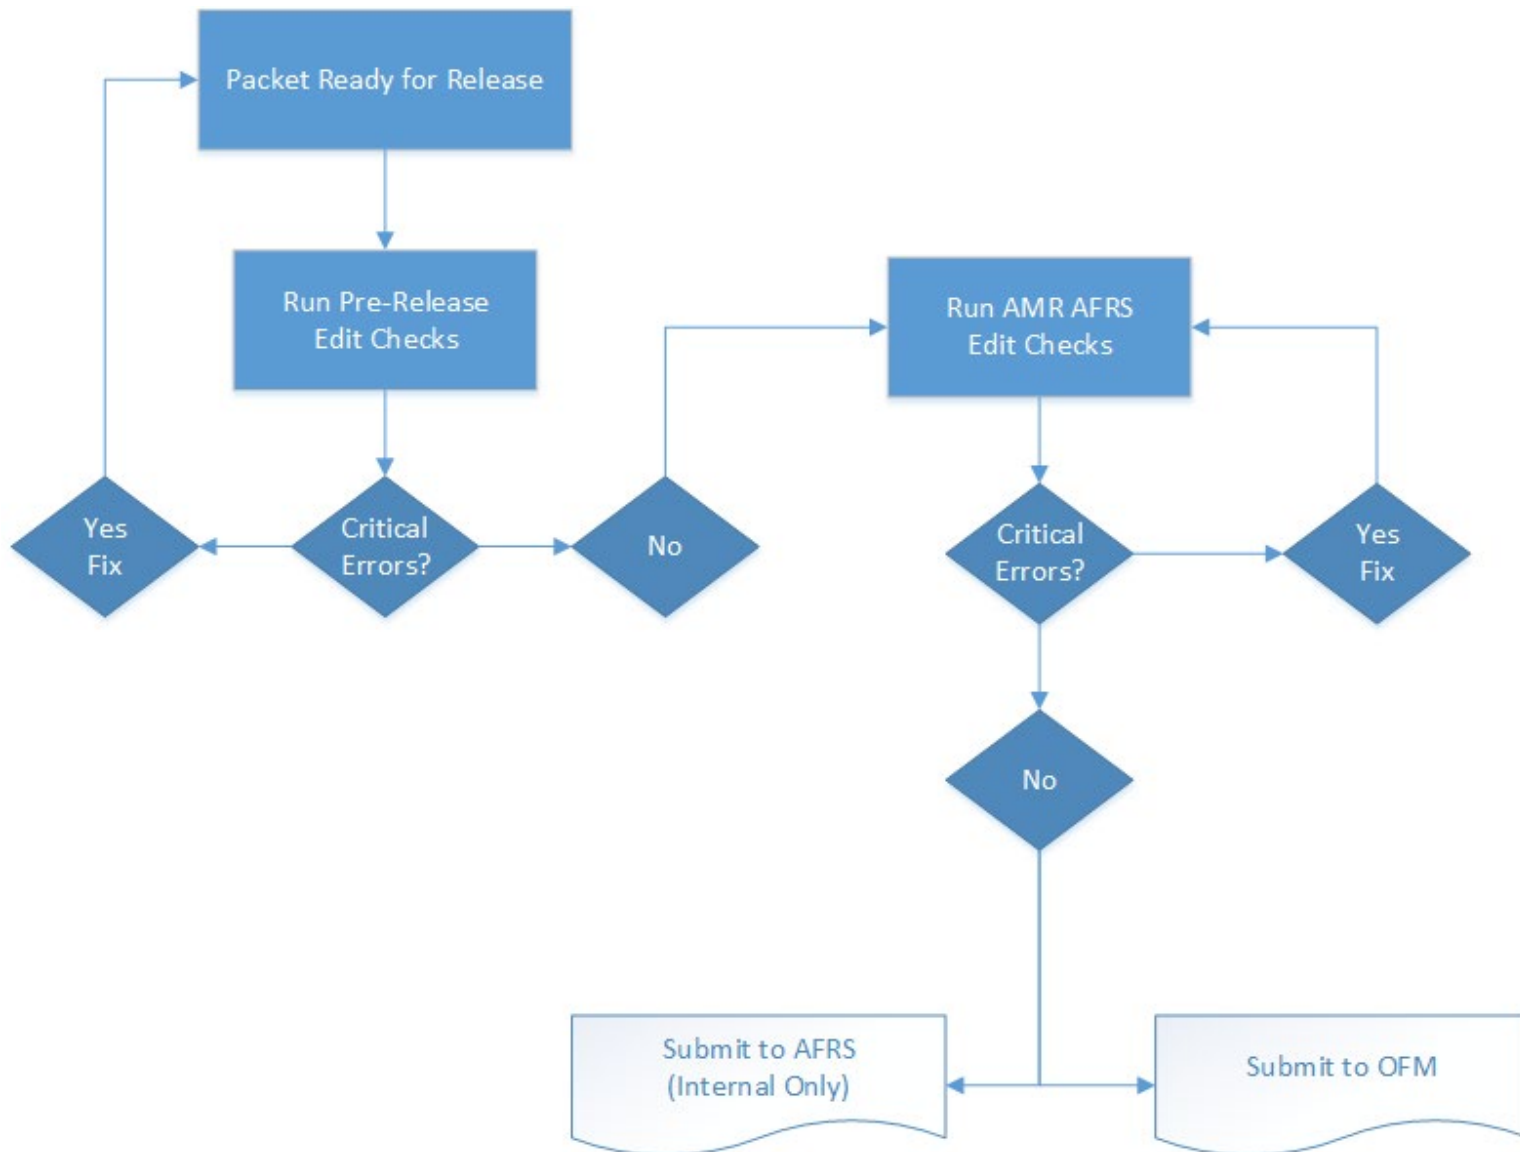 Packet Ready for Release
Run Pre-Release
Edit Checks
Run AMR AFRS
Edit Checks
Yes
Fix
Critical
Errors?
No
Critical
Errors?
Yes
Fix
No
Submit to AFRS
(Internal Only)
Submit to OFM